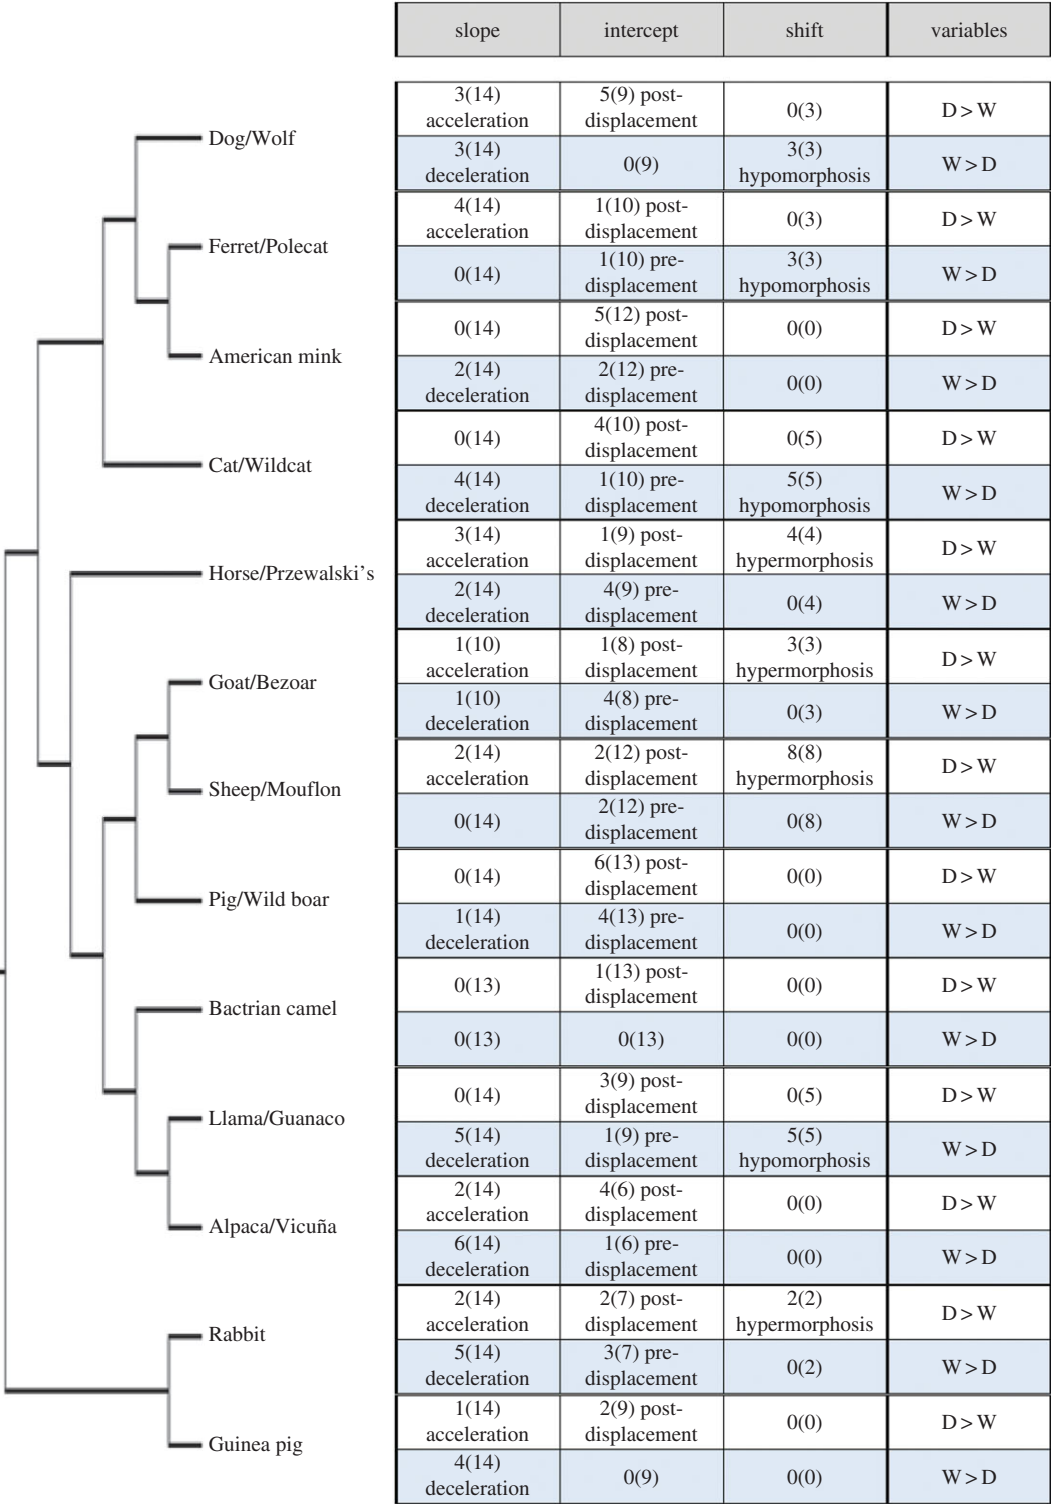 slope intercept shift variables
Dog/Wolf
3(14) 5(9) post-
acceleration displacement 0(3) D > W
3(14) 0(9) 3(3) W > D
deceleration hypomorphosis
Ferret/Polecat
4(14) 1(10) post- 0(3) D > W
acceleration displacement
0(14) 1(10) pre- 3(3) W > D
displacement hypomorphosis
American mink
0(14) 5(12) post- 0(0) D > W
displacement
2(14) 2(12) pre- 0(0) W > D
deceleration displacement
Cat/Wildcat
0(14) 4(10) post- 0(5) D > W
displacement
4(14) 1(10) pre- 5(5) W > D
deceleration displacement hypomorphosis
Horse/Przewalski's
3(14) 1(9) post- 4(4) D > W
acceleration displacement hypermorphosis
2(14) 4(9) pre- 0(4) W > D
deceleration displacement
Goat/Bezoar
1(10) 1(8) post- 3(3) D > W
acceleration displacement hypermorphosis
1(10) 4(8) pre- 0(3) W > D
deceleration displacement
Sheep/Mouflon
2(14) 2(12) post- 8(8) D > W
acceleration displacement hypermorphosis
0(14) 2(12) pre- 0(8) W > D
displacement
Pig/Wild boar
0(14) 6(13) post- 0(0) D > W
displacement
1(14) 4(13) pre- 0(0) W > D
deceleration displacement
Bactrian camel
0(13) 1(13) post- 0(0) D > W
displacement
0(13) 0(13) 0(0) W > D
Llama/Guanaco
0(14) 3(9) post- 0(5) D > W
displacement
5(14) 1(9) pre- 5(5) W > D
deceleration displacement hypomorphosis
Alpaca/Vicuña
2(14) 4(6) post- 0(0) D > W
acceleration displacement
6(14) 1(6) pre- 0(0) W > D
deceleration displacement
Rabbit
2(14) 2(7) post- 2(2) D > W
acceleration displacement hypermorphosis
5(14) 3(7) pre- 0(2) W > D
deceleration displacement
Guinea pig
1(14) 2(9) post- 0(0) D > W
acceleration displacement
4(14) 0(9) 0(0) W > D
deceleration